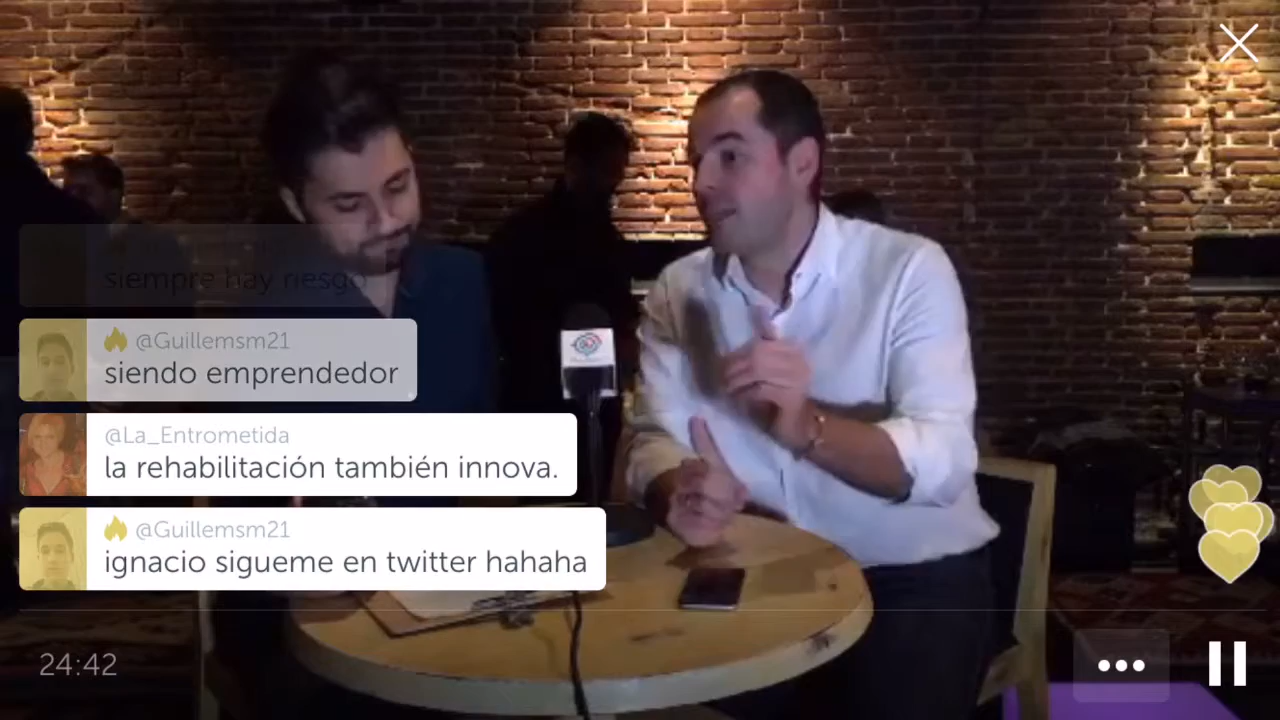 siempre hay riesgo
@Guillemsm21
siendo emprendedor
@La_Entrometida
la rehabilitación también innova.
@Guillemsm21
ignacio sigueme en twitter hahaha
24:42